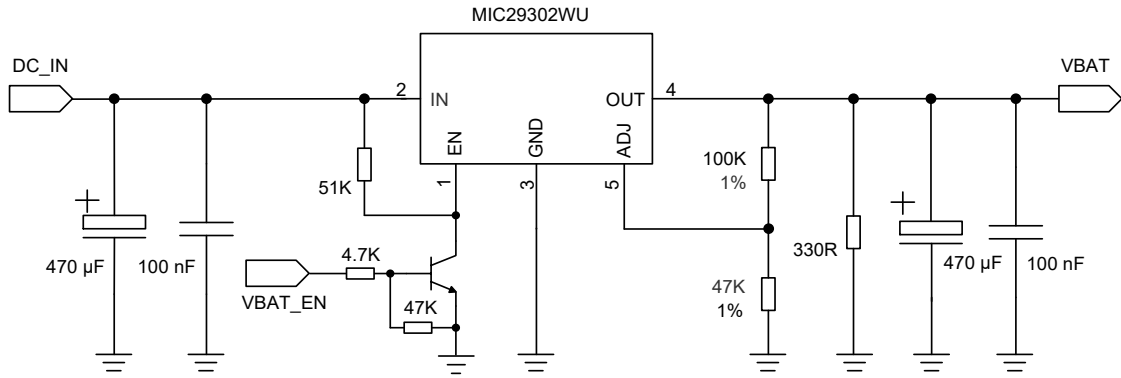 MIC29302WU
DC_IN
VBAT
2
IN
OUT
4
EN
GND
ADJ
1
3
5
51K
100K
1%
470 µF
100 nF
4.7K
VBAT_EN
47K
47K
1%
330R
470 µF
100 nF